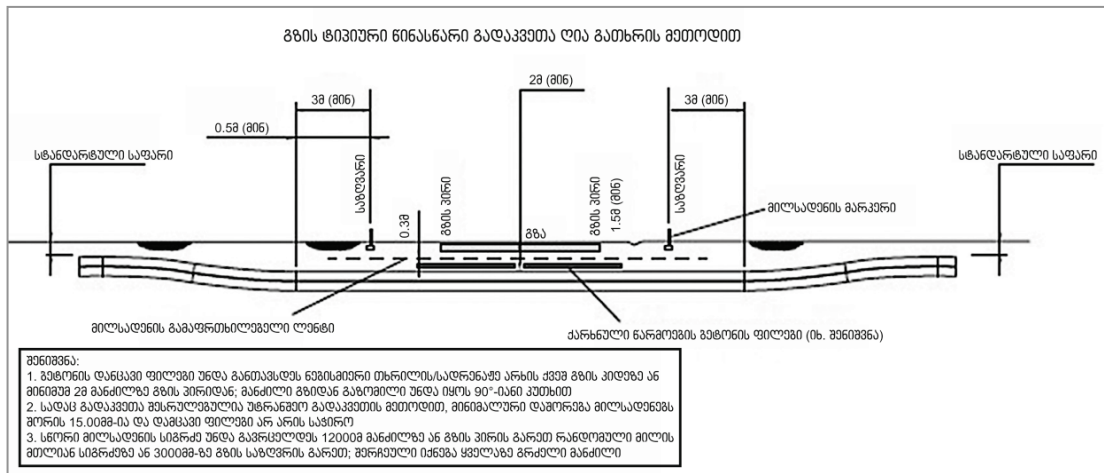 გზის ტიპიური წინასწარი გადაკვეთა ღია გათხრის მეთოდით
2მ (მინ)
3მ (მინ)
3მ (მინ)
0.5მ (მინ)
სტანდარტული საფარი
სტანდარტული საფარი
საზღვარი
0.3მ
გზის პირი
გზის პირი
1.5მ (მინ)
საზღვარი
მილსადენის მარკერი
გზა
მილსადენის გამაფრთხილებელი ლენტი
ქარხნული წარმოების ბეტონის ფილები (იხ. შენიშვნა)
შენიშვნა:
1. ბეტონის დანცავი ფილები უნდა განთავსდეს ნებისმიერი თხრილის/სადრენაჟე არხის ქვეშ გზის კიდეზე ან
მინიმუმ 2მ მანძილზე გზის პირიდან; მანძილი გზიდან გაზომილი უნდა იყოს 90°-იანი კუთხით
2. სადაც გადაკვეთა შესრულებულია უტრანშეო გადაკვეთის მეთოდით, მინიმალური დაშორება მილსადენებს
შორის 15.00მმ-ია და დამცავი ფილები არ არის საჭირო
3. სწორი მილსადენის სიგრძე უნდა გავრცელდეს 12000მ მანძილზე ან გზის პირის გარეთ რანდომული მილის
მთლიან სიგრძეზე ან 3000მმ-ზე გზის საზღვრის გარეთ; შერჩეული იქნება ყველაზე გრძელი მანძილი